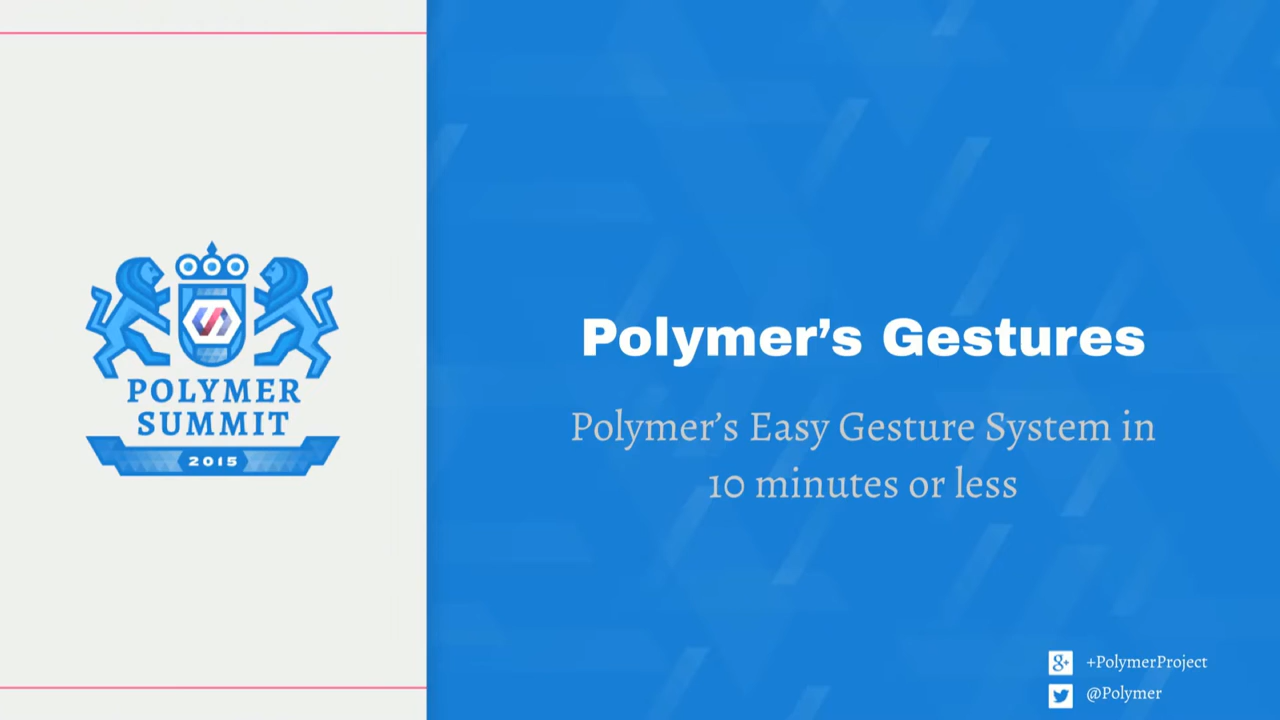 POLYMER
SUMMIT
2015
Polymer’s Gestures
Polymer’s Easy Gesture System in
10 minutes or less
+PolymerProject
@Polymer